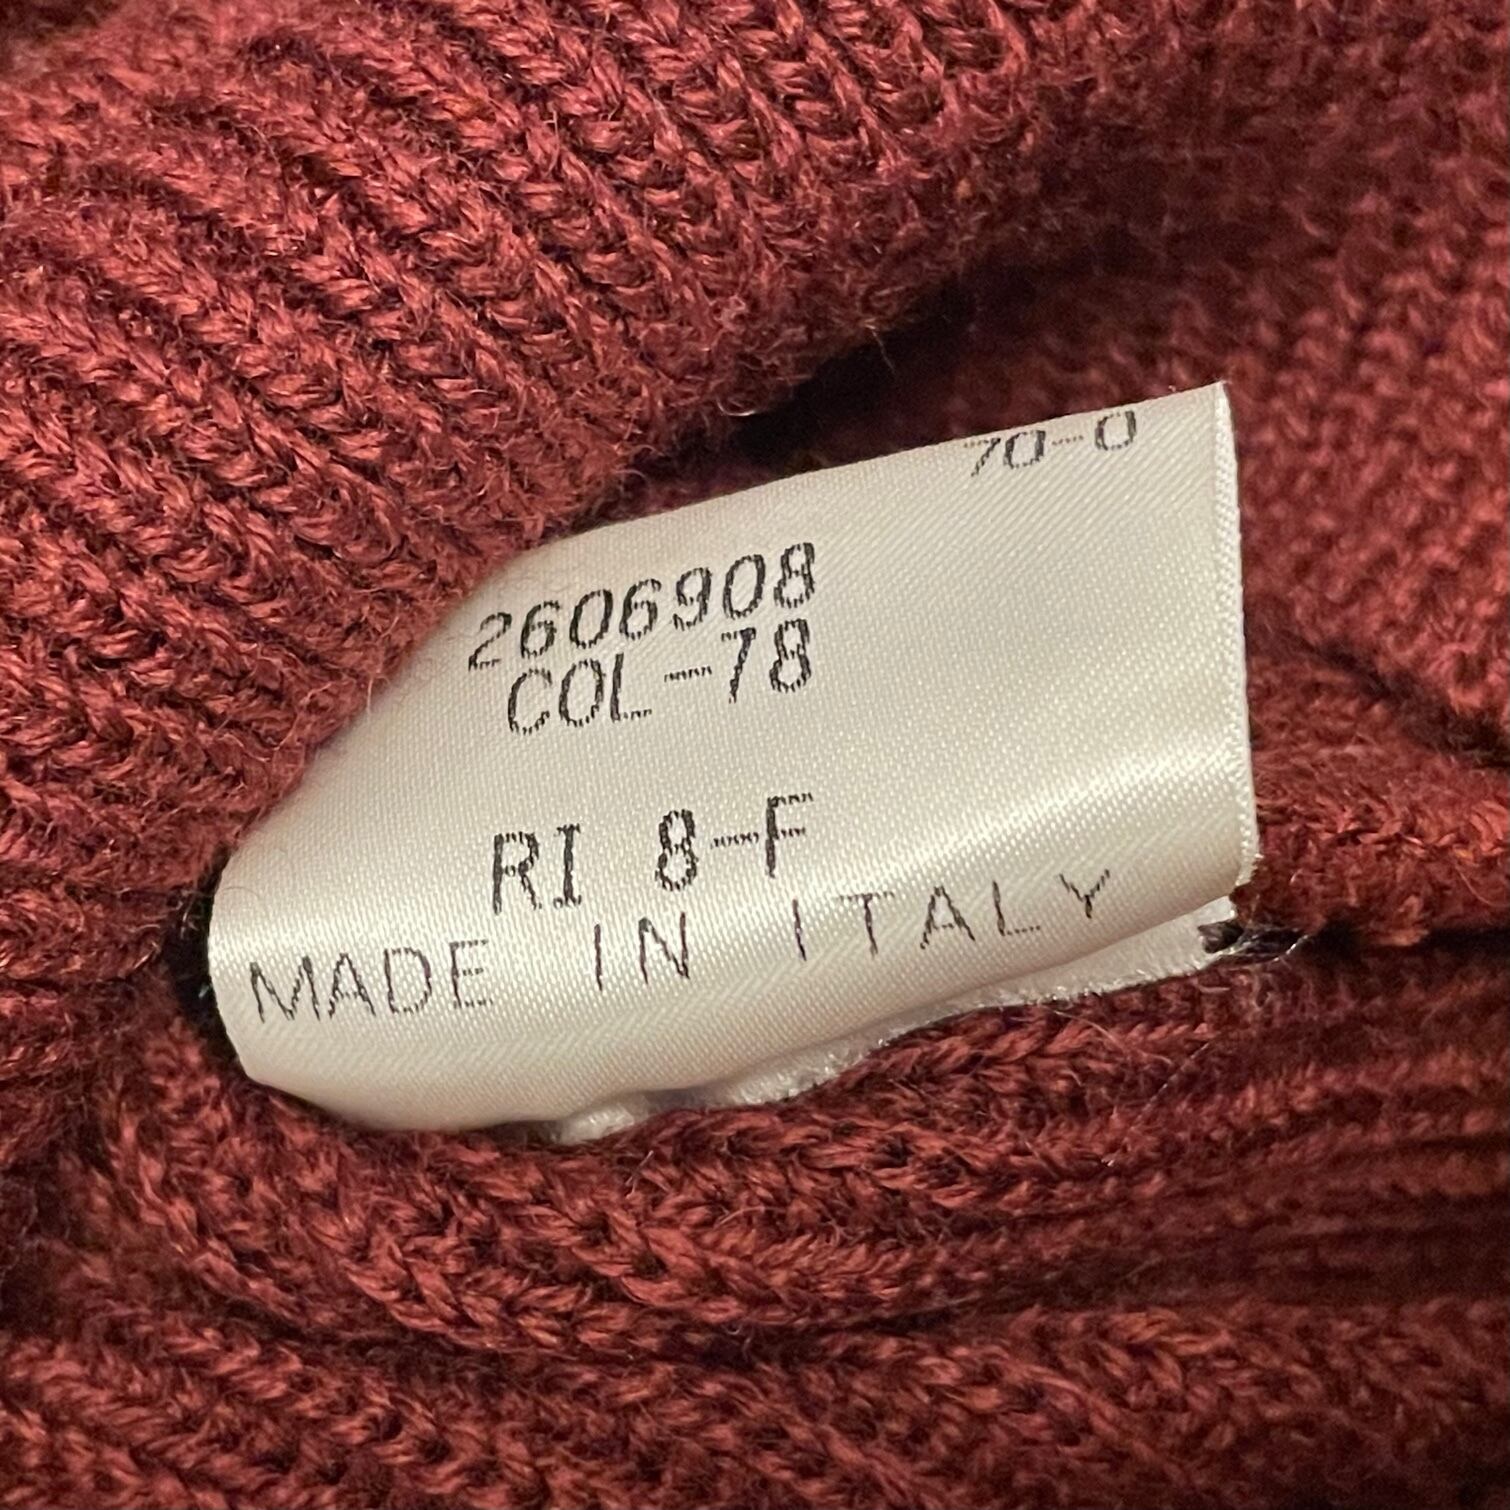 70-0
2606908
COL-78
RI 8-F
MADE IN ITALY